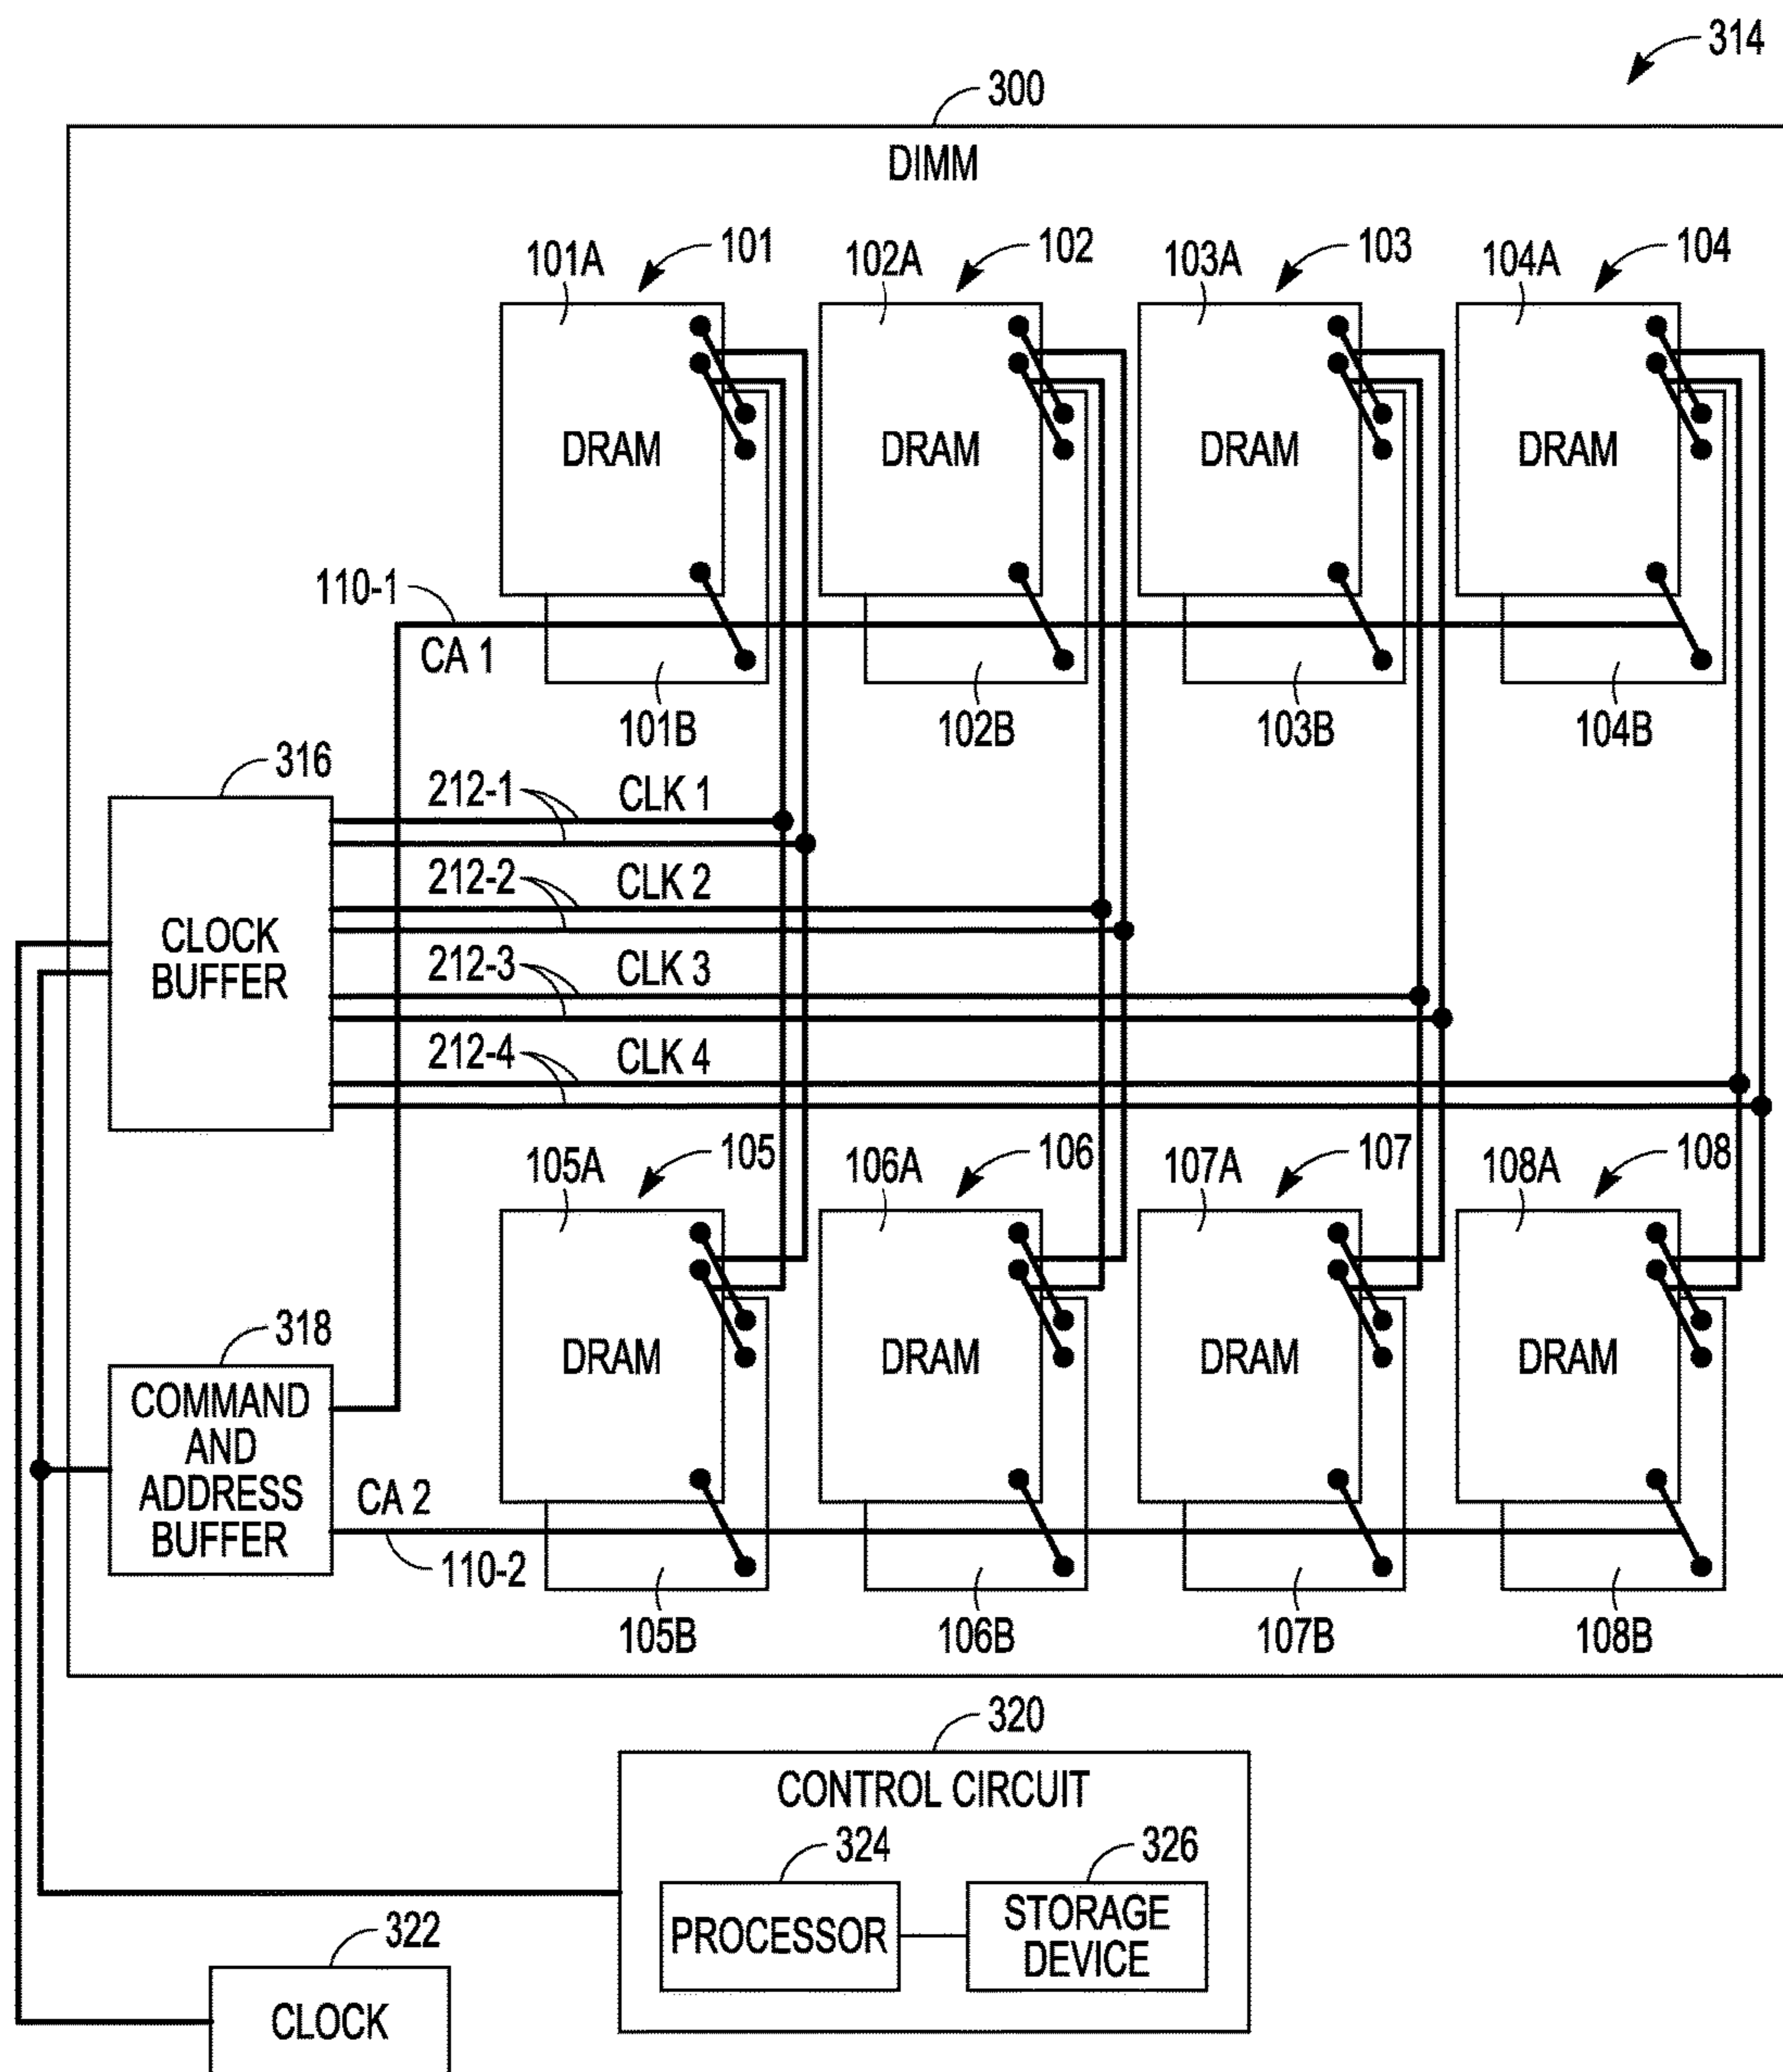 314
300
DIMM
101A 101 102A 102 103A 103 104A 104
DRAM DRAM DRAM DRAM
110-1
CA 1
101B 102B 103B 104B
316
212-1 CLK 1
212-2 CLK 2
CLOCK
BUFFER
212-3 CLK 3
212-4 CLK 4
105A 105 106A 106 107A 107 108A 108
318
DRAM DRAM DRAM DRAM
COMMAND
AND
ADDRESS
BUFFER
CA 2
110-2
105B 106B 107B 108B
320
CONTROL CIRCUIT
324 326
PROCESSOR
STORAGE
DEVICE
322
CLOCK